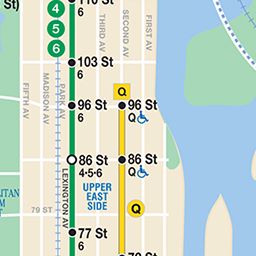 110 St
6
4
5
6
103 St
6
FIFTH AV
MADISON AV
PARK AV
LEXINGTON AV
THIRD AV
SECOND AV
FIRST AV
Q
96 St
6
96 St
Q
86 St
4-5-6
86 St
Q
UPPER
EAST
SIDE
79 ST
Q
77 St
6